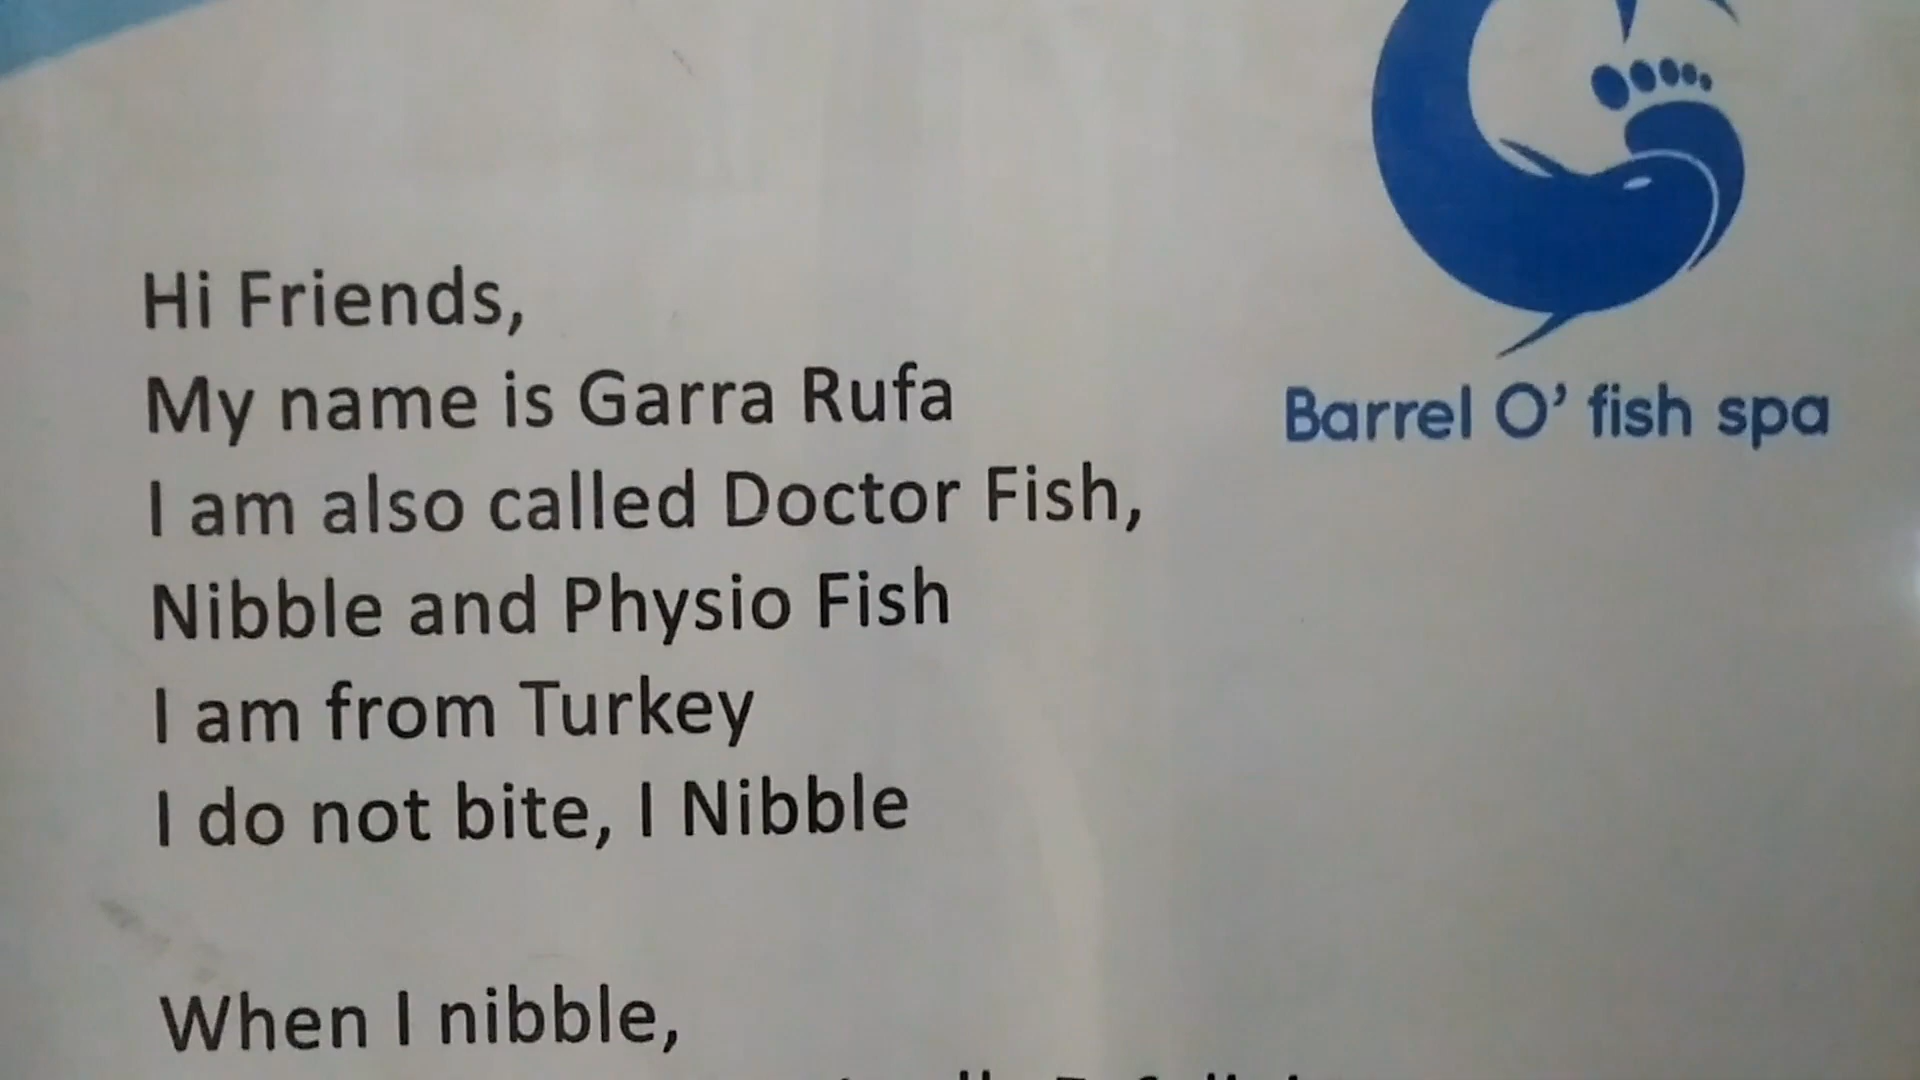 Barrel O' fish spa
Hi Friends,
My name is Garra Rufa
I am also called Doctor Fish,
Nibble and Physio Fish
I am from Turkey
I do not bite, I Nibble
When I nibble,